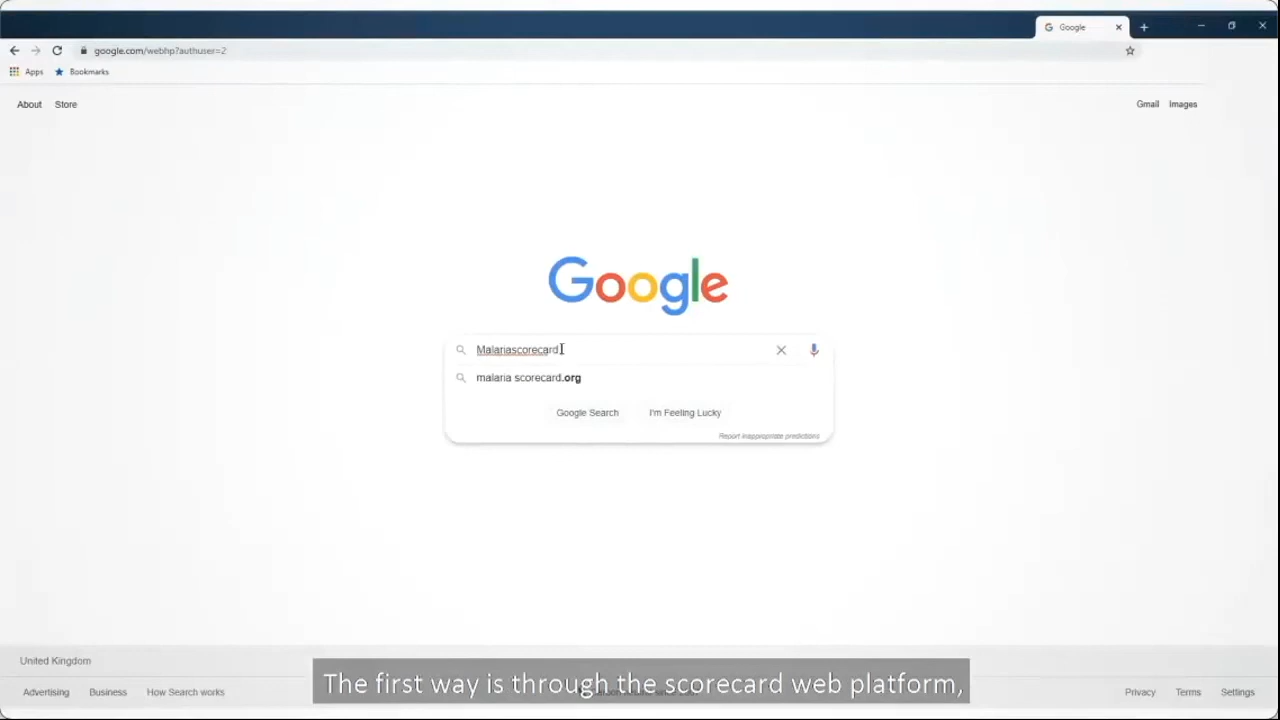 Google
google.com/webhp?authuser=2
Apps Bookmarks
About Store
Gmail Images
Google
Malariascorecard
malaria scorecard.org
Google Search I'm Feeling Lucky
Report inappropriate predictions
United Kingdom
Advertising Business How Search works
Privacy Terms Settings
The first way is through the scorecard web platform,